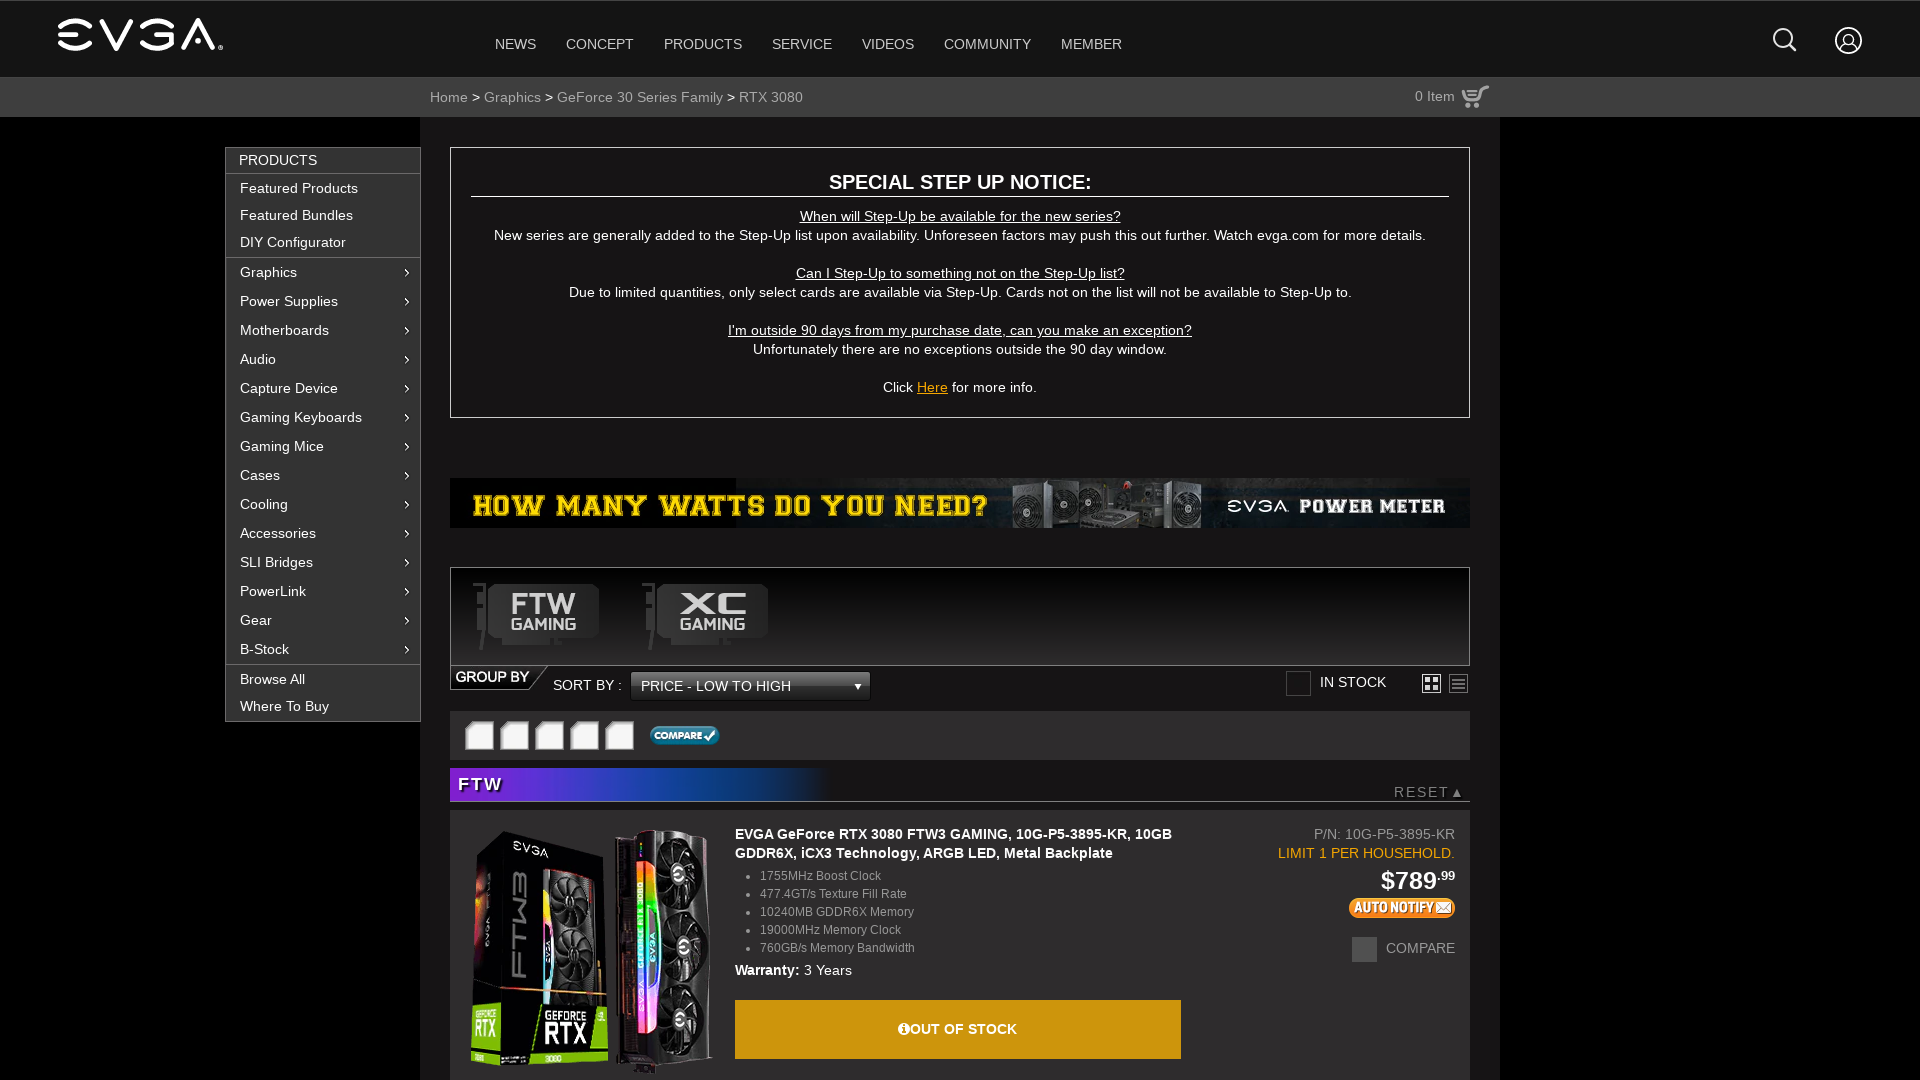 EVGA
NEWS CONCEPT PRODUCTS SERVICE VIDEOS COMMUNITY MEMBER
Home > Graphics > GeForce 30 Series Family > RTX 3080
0 Item
PRODUCTS
Featured Products
Featured Bundles
DIY Configurator
Graphics
Power Supplies
Motherboards
Audio
Capture Device
Gaming Keyboards
Gaming Mice
Cases
Cooling
Accessories
SLI Bridges
PowerLink
Gear
B-Stock
Browse All
Where To Buy
SPECIAL STEP UP NOTICE:
When will Step-Up be available for the new series?
New series are generally added to the Step-Up list upon availability. Unforeseen factors may push this out further. Watch evga.com for more details.
Can I Step-Up to something not on the Step-Up list?
Due to limited quantities, only select cards are available via Step-Up. Cards not on the list will not be available to Step-Up to.
I'm outside 90 days from my purchase date, can you make an exception?
Unfortunately there are no exceptions outside the 90 day window.
Click Here for more info.
HOW MANY WATTS DO YOU NEED?
EVGA POWER METER
FTW GAMING
XC GAMING
GROUP BY
SORT BY :
PRICE - LOW TO HIGH
IN STOCK
COMPARE
FTW
RESET▲
EVGA
FTW3
GEFORCE RTX
3080
GEFORCE RTX 3080
EVGA
EVGA GeForce RTX 3080 FTW3 GAMING, 10G-P5-3895-KR, 10GB
GDDR6X, iCX3 Technology, ARGB LED, Metal Backplate
1755MHz Boost Clock
477.4GT/s Texture Fill Rate
10240MB GDDR6X Memory
19000MHz Memory Clock
760GB/s Memory Bandwidth
Warranty: 3 Years
OUT OF STOCK
P/N: 10G-P5-3895-KR
LIMIT 1 PER HOUSEHOLD.
$789.99
AUTO NOTIFY
COMPARE